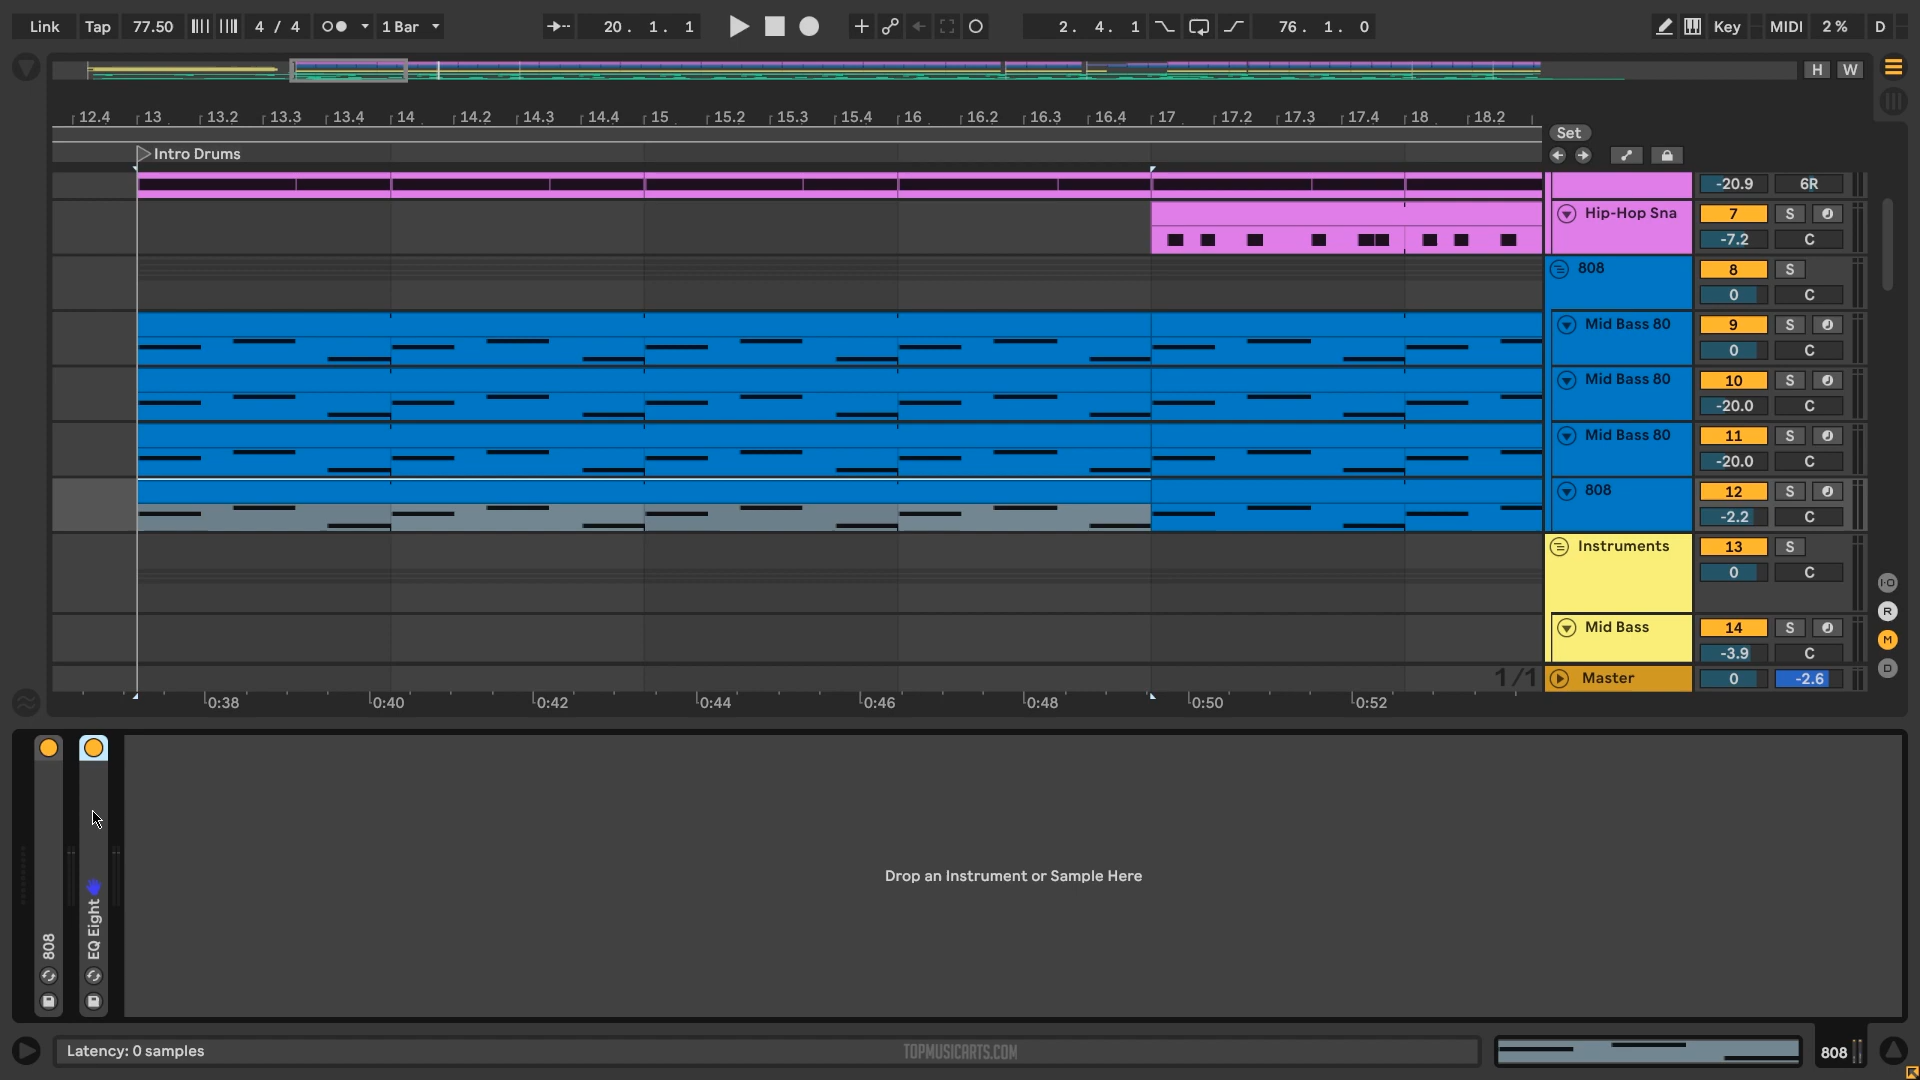 Link Tap 77.50 4 / 4 1 Bar 20. 1. 1 2. 4. 1 76. 1. 0 Key MIDI 2 % D
H W
12.4 13 13.2 13.3 13.4 14 14.2 14.3 14.4 15 15.2 15.3 15.4 16 16.2 16.3 16.4 17 17.2 17.3 17.4 18 18.2
Set
Intro Drums
-20.9 6R
Hip-Hop Sna 7 S
-7.2 C
808 8 S
0 C
Mid Bass 80 9 S
0 C
Mid Bass 80 10 S
-20.0 C
Mid Bass 80 11 S
-20.0 C
808 12 S
-2.2 C
Instruments 13 S
0 C
I-O
R
Mid Bass 14 S
M
-3.9 C
D
1/1 Master 0 -2.6
0:38 0:40 0:42 0:44 0:46 0:48 0:50 0:52
808
EQ Eight
Drop an Instrument or Sample Here
Latency: 0 samples
TOPMUSICARTS.COM
808